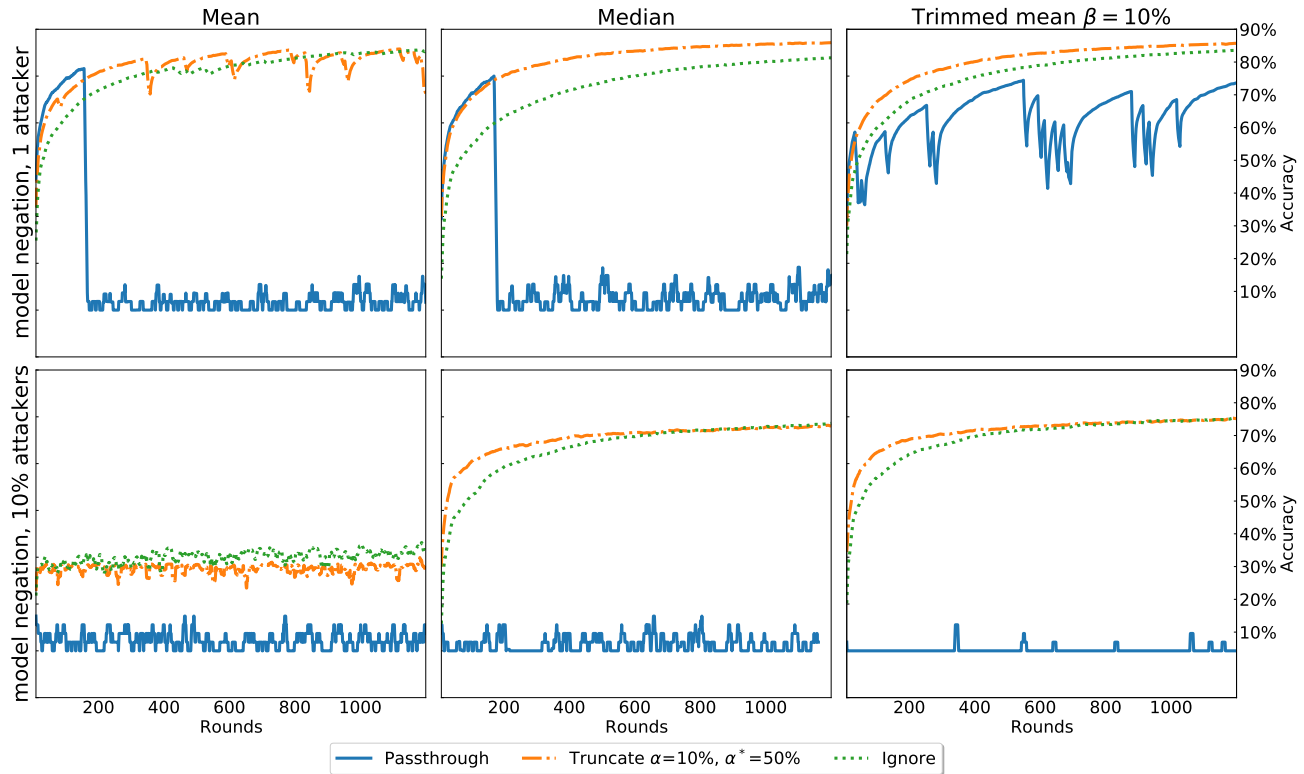 Mean
Median
Trimmed mean β = 10%
model negation, 1 attacker
90%
80%
70%
60%
50%
40%
30%
20%
10%
Accuracy
model negation, 10% attackers
90%
80%
70%
60%
50%
40%
30%
20%
10%
Accuracy
200 400 600 800 1000
200 400 600 800 1000
200 400 600 800 1000
Rounds
Rounds
Rounds
Passthrough Truncate α=10%, α*=50% Ignore